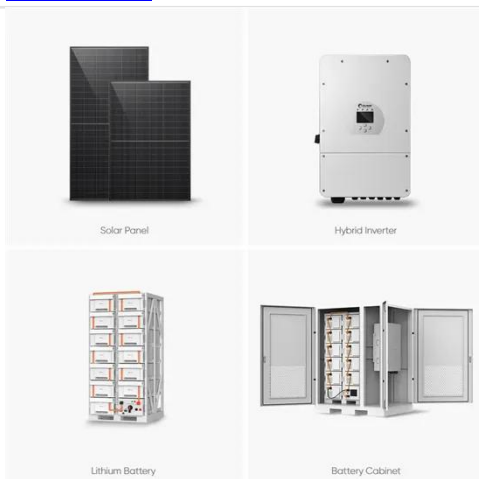 Solar Panel
Hybrid Inverter
Lithium Battery
Battery Cabinet